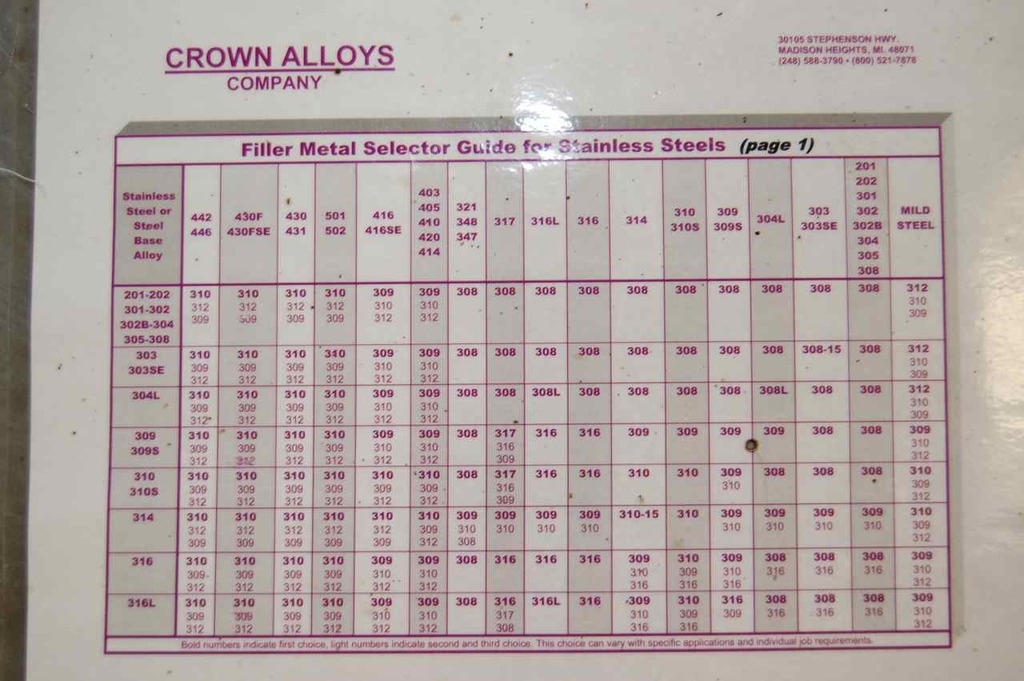 CROWN ALLOYS
COMPANY
30105 STEPHENSON HWY.
MADISON HEIGHTS, MI. 48071
(248) 588-3790 • (800) 521-7878
Filler Metal Selector Guide for Stainless Steels (page 1)
201
202
Stainless 403 301
Steel or 442 430F 430 501 416 405 321 310 309 303 302 MILD
Steel 446 430FSE 431 502 416SE 410 348 317 316L 316 314 310S 309S 304L 303SE 302B STEEL
Base 420 347 304
Alloy 414 305
308
201-202 310 310 310 310 309 309 308 308 308 308 308 308 308 308 308 308 312
301-302 312 312 312 312 310 310 310
302B-304 309 309 309 309 312 312 309
305-308
303 310 310 310 310 309 309 308 308 308 308 308 308 308 308 308-15 308 312
303SE 309 309 309 309 310 310 310
312 312 312 312 312 312 309
304L 310 310 310 310 309 309 308 308 308L 308 308 308 308 308L 308 308 312
309 309 309 309 310 310 310
312 312 312 312 312 312 309
309 310 310 310 310 309 309 308 317 316 316 309 309 309 309 308 308 309
309S 309 309 309 309 310 310 316 310
312 312 312 312 312 312 309 312
310 310 310 310 310 310 310 308 317 316 316 310 310 309 308 308 308 310
310S 309 309 309 309 309 309 316 310 309
312 312 312 312 312 312 309 312
314 310 310 310 310 310 310 309 309 309 309 310-15 310 309 309 309 309 310
312 312 312 312 312 309 310 310 310 310 310 310 310 310 309
309 309 309 309 309 312 308 312
316 310 310 310 310 309 309 308 316 316 316 309 310 309 308 308 308 309
309 309 309 309 310 310 310 309 310 316 316 316 310
312 312 312 312 312 312 316 316 316 312
316L 310 310 310 310 309 309 308 316 316L 316 309 310 316 308 308 308 309
309 309 309 309 310 310 317 310 309 309 316 316 316 310
312 312 312 312 312 312 308 316 316 312
Bold numbers indicate first choice, light numbers indicate second and third choice. This choice can vary with specific applications and individual job requirements.